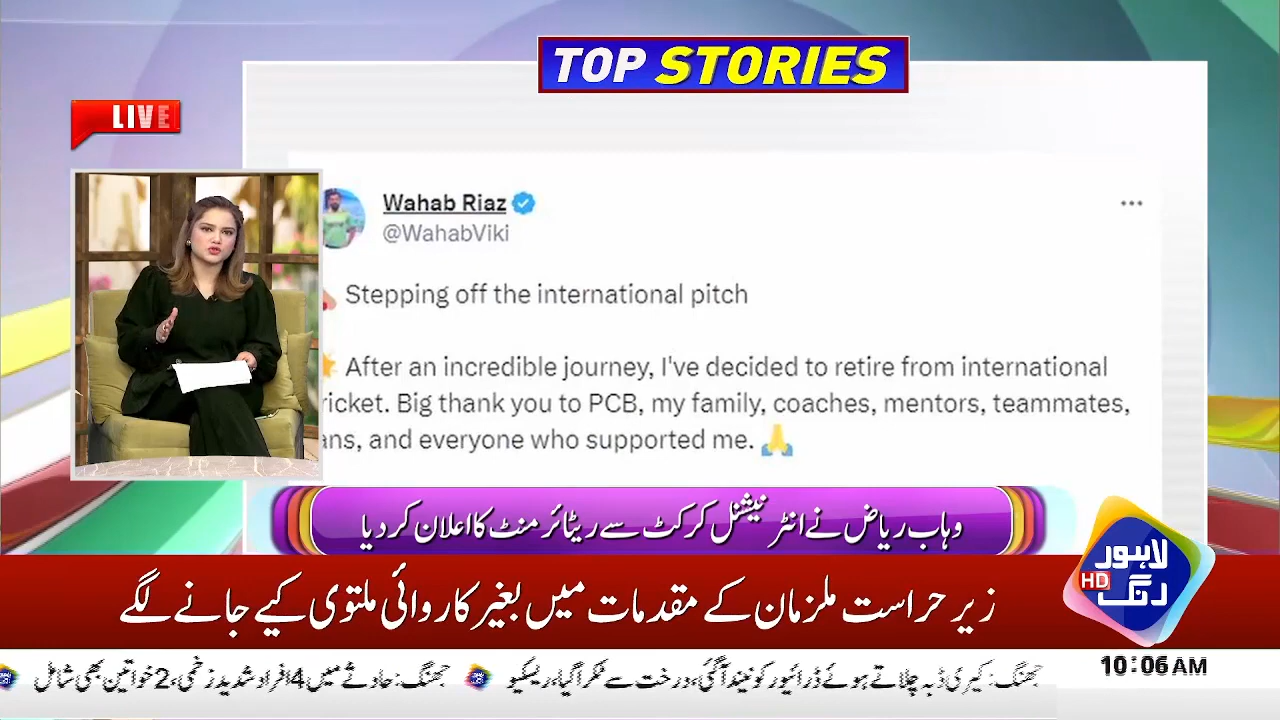 TOP STORIES
LIVE
Wahab Riaz
@WahabViki
Stepping off the international pitch
After an incredible journey, I've decided to retire from international
ricket. Big thank you to PCB, my family, coaches, mentors, teammates,
ans, and everyone who supported me.
وہاب ریاض نے انٹرنیشنل کرکٹ سے ریٹائرمنٹ کا اعلان کر دیا
زیر حراست ملزمان کے مقدمات میں بغیر کاروائی ملتوی کیے جانے لگے
لاہور
رنگ
HD
10:06 AM
جھنگ: کیری ڈبہ چلاتے ہوئے ڈرائیور کو نیند آگئی، درخت سے ٹکرا گیا، ریسکیو
جھنگ: حادثے میں 4 افراد شدید زخمی، 2 خواتین بھی شامل